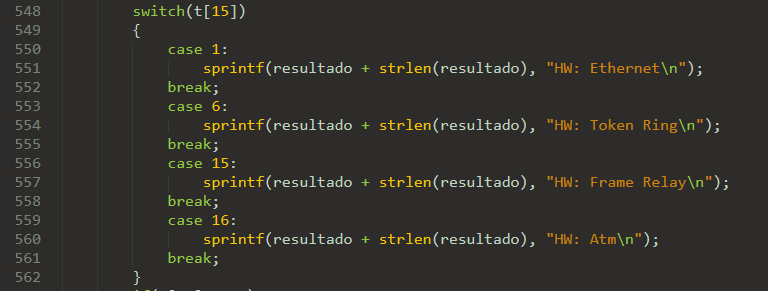 548 switch(t[15])
549 {
550 case 1:
551 sprintf(resultado + strlen(resultado), "HW: Ethernet\n");
552 break;
553 case 6:
554 sprintf(resultado + strlen(resultado), "HW: Token Ring\n");
555 break;
556 case 15:
557 sprintf(resultado + strlen(resultado), "HW: Frame Relay\n");
558 break;
559 case 16:
560 sprintf(resultado + strlen(resultado), "HW: Atm\n");
561 break;
562 }